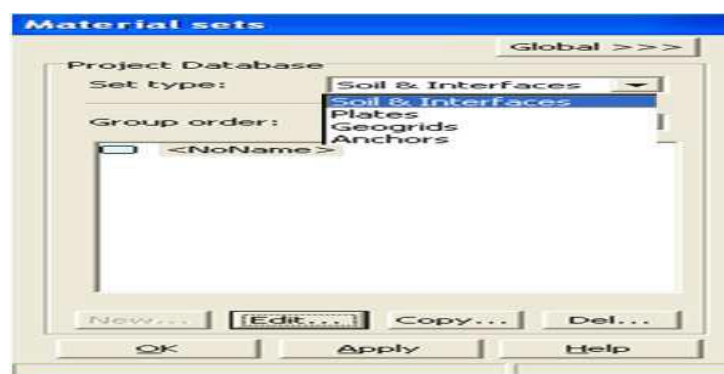 Material sets
Global >>>
Project Database
Set type: Soil & Interfaces
Soil & Interfaces
Plates
Geogrids
Anchors
Group order:
<NoName>
New... Edit... Copy... Del...
OK Apply Help